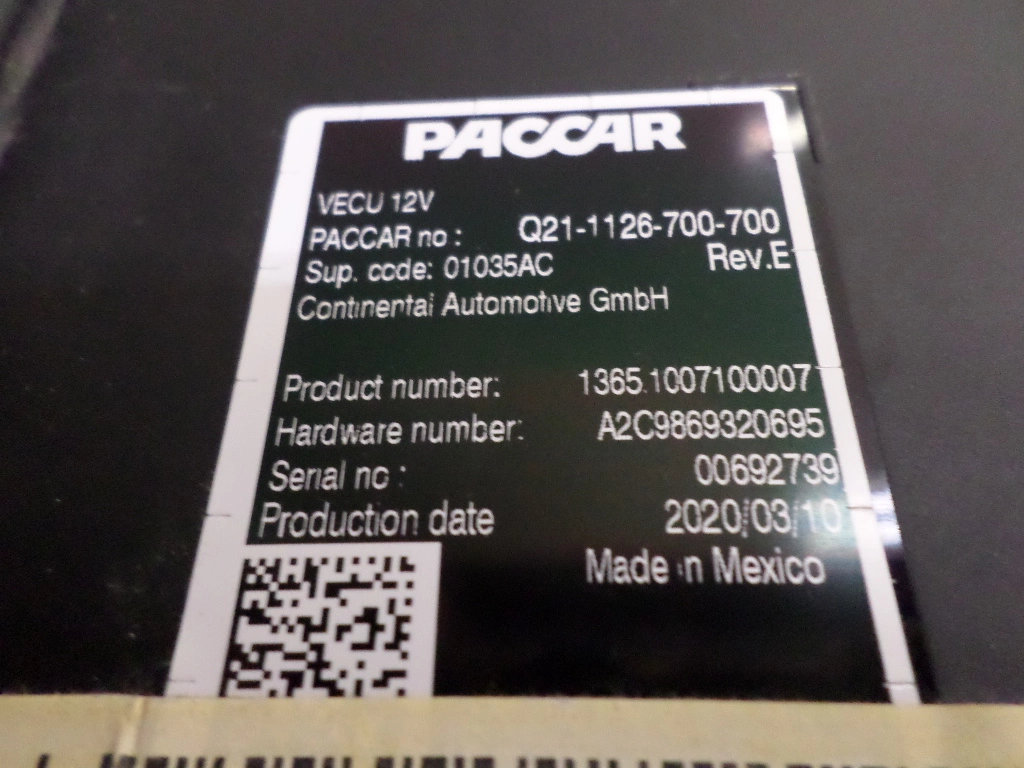 PACCAR
VECU 12V
PACCAR no : Q21-1126-700-700
Sup. code: 01035AC Rev.E
Continental Automotive GmbH
Product number: 1365.1007100007
Hardware number: A2C9869320695
Serial no : 00692739
Production date 2020/03/10
Made in Mexico